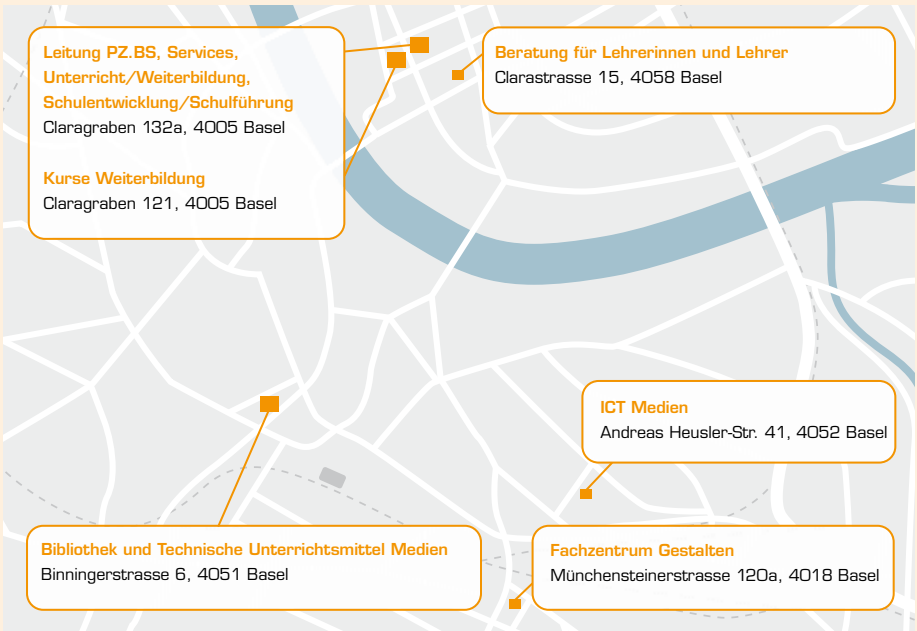 Leitung PZ.BS, Services,
Unterricht/Weiterbildung,
Schulentwicklung/Schulführung
Claragraben 132a, 4005 Basel
Kurse Weiterbildung
Claragraben 121, 4005 Basel
Beratung für Lehrerinnen und Lehrer
Clarastrasse 15, 4058 Basel
ICT Medien
Andreas Heusler-Str. 41, 4052 Basel
Bibliothek und Technische Unterrichtsmittel Medien
Binningerstrasse 6, 4051 Basel
Fachzentrum Gestalten
Münchensteinerstrasse 120a, 4018 Basel